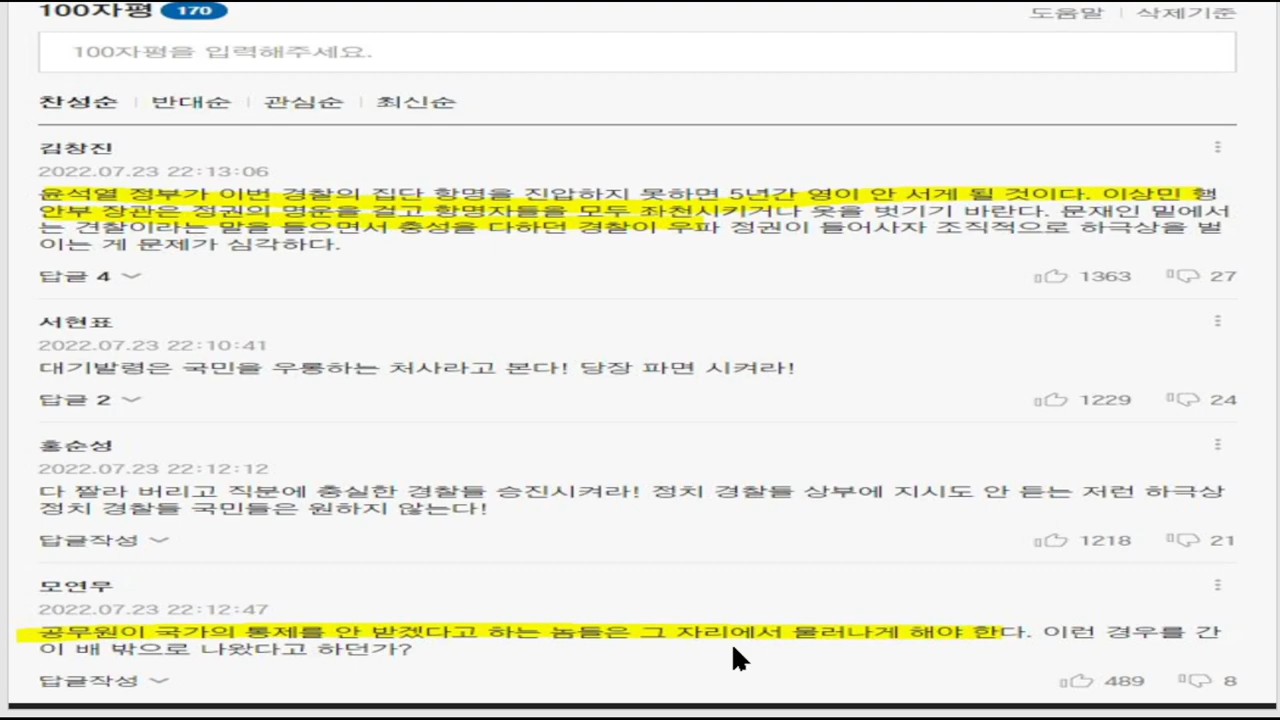 100자평 170
도움말 삭제기준
100자평을 입력해주세요.
찬성순 반대순 관심순 최신순
김창진
2022.07.23 22:13:06
윤석열 정부가 이번 경찰의 집단 항명을 진압하지 못하면 5년간 영이 안 서게 될 것이다. 이상민 행
안부 장관은 정권의 명운을 걸고 항명자들을 모두 좌천시키거나 옷을 벗기기 바란다. 문재인 밑에서
는 견찰이라는 말을 들으면서 충성을 다하던 경찰이 우파 정권이 들어사자 조직적으로 하극상을 벌
이는 게 문제가 심각하다.
답글 4
1363 27
서현표
2022.07.23 22:10:41
대기발령은 국민을 우롱하는 처사라고 본다! 당장 파면 시켜라!
답글 2
1229 24
홍순성
2022.07.23 22:12:12
다 짤라 버리고 직분에 충실한 경찰들 승진시켜라! 정치 경찰들 상부에 지시도 안 듣는 저런 하극상
정치 경찰들 국민들은 원하지 않는다!
답글작성
1218 21
모연우
2022.07.23 22:12:47
공무원이 국가의 통제를 안 받겠다고 하는 놈들은 그 자리에서 물러나게 해야 한다. 이런 경우를 간
이 배 밖으로 나왔다고 하던가?
답글작성
489 8